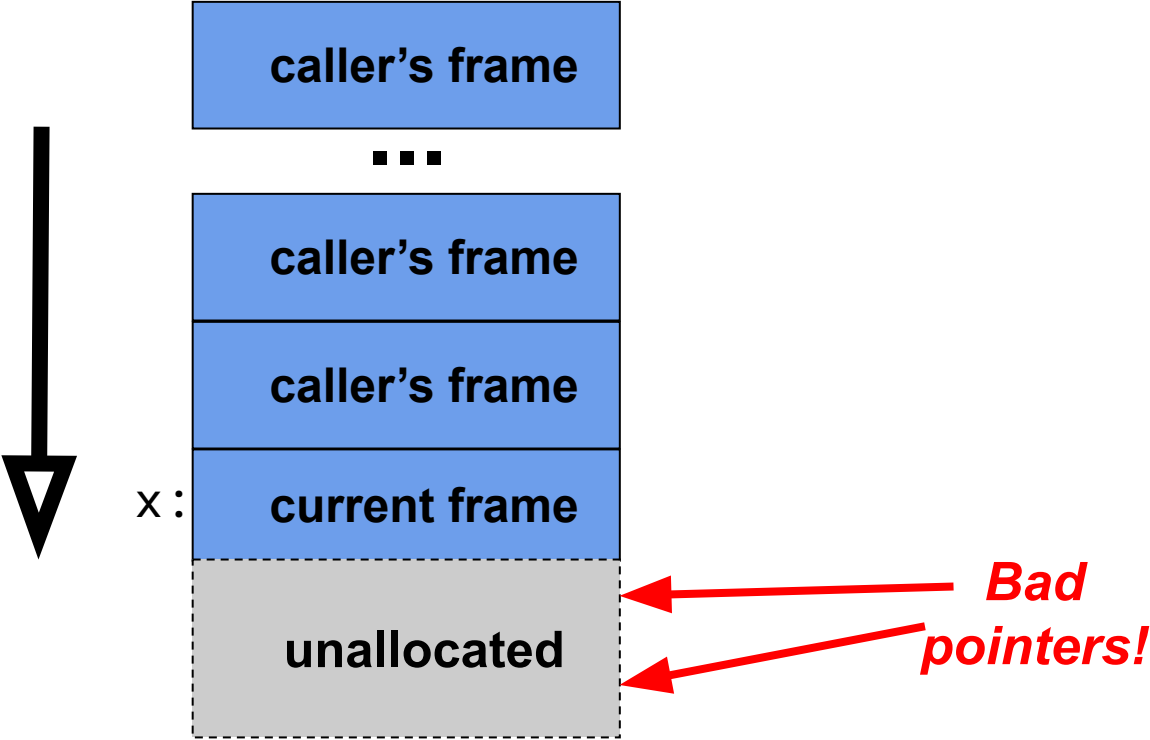 caller’s frame
...
caller’s frame
caller’s frame
x:
current frame
unallocated
Bad
pointers!